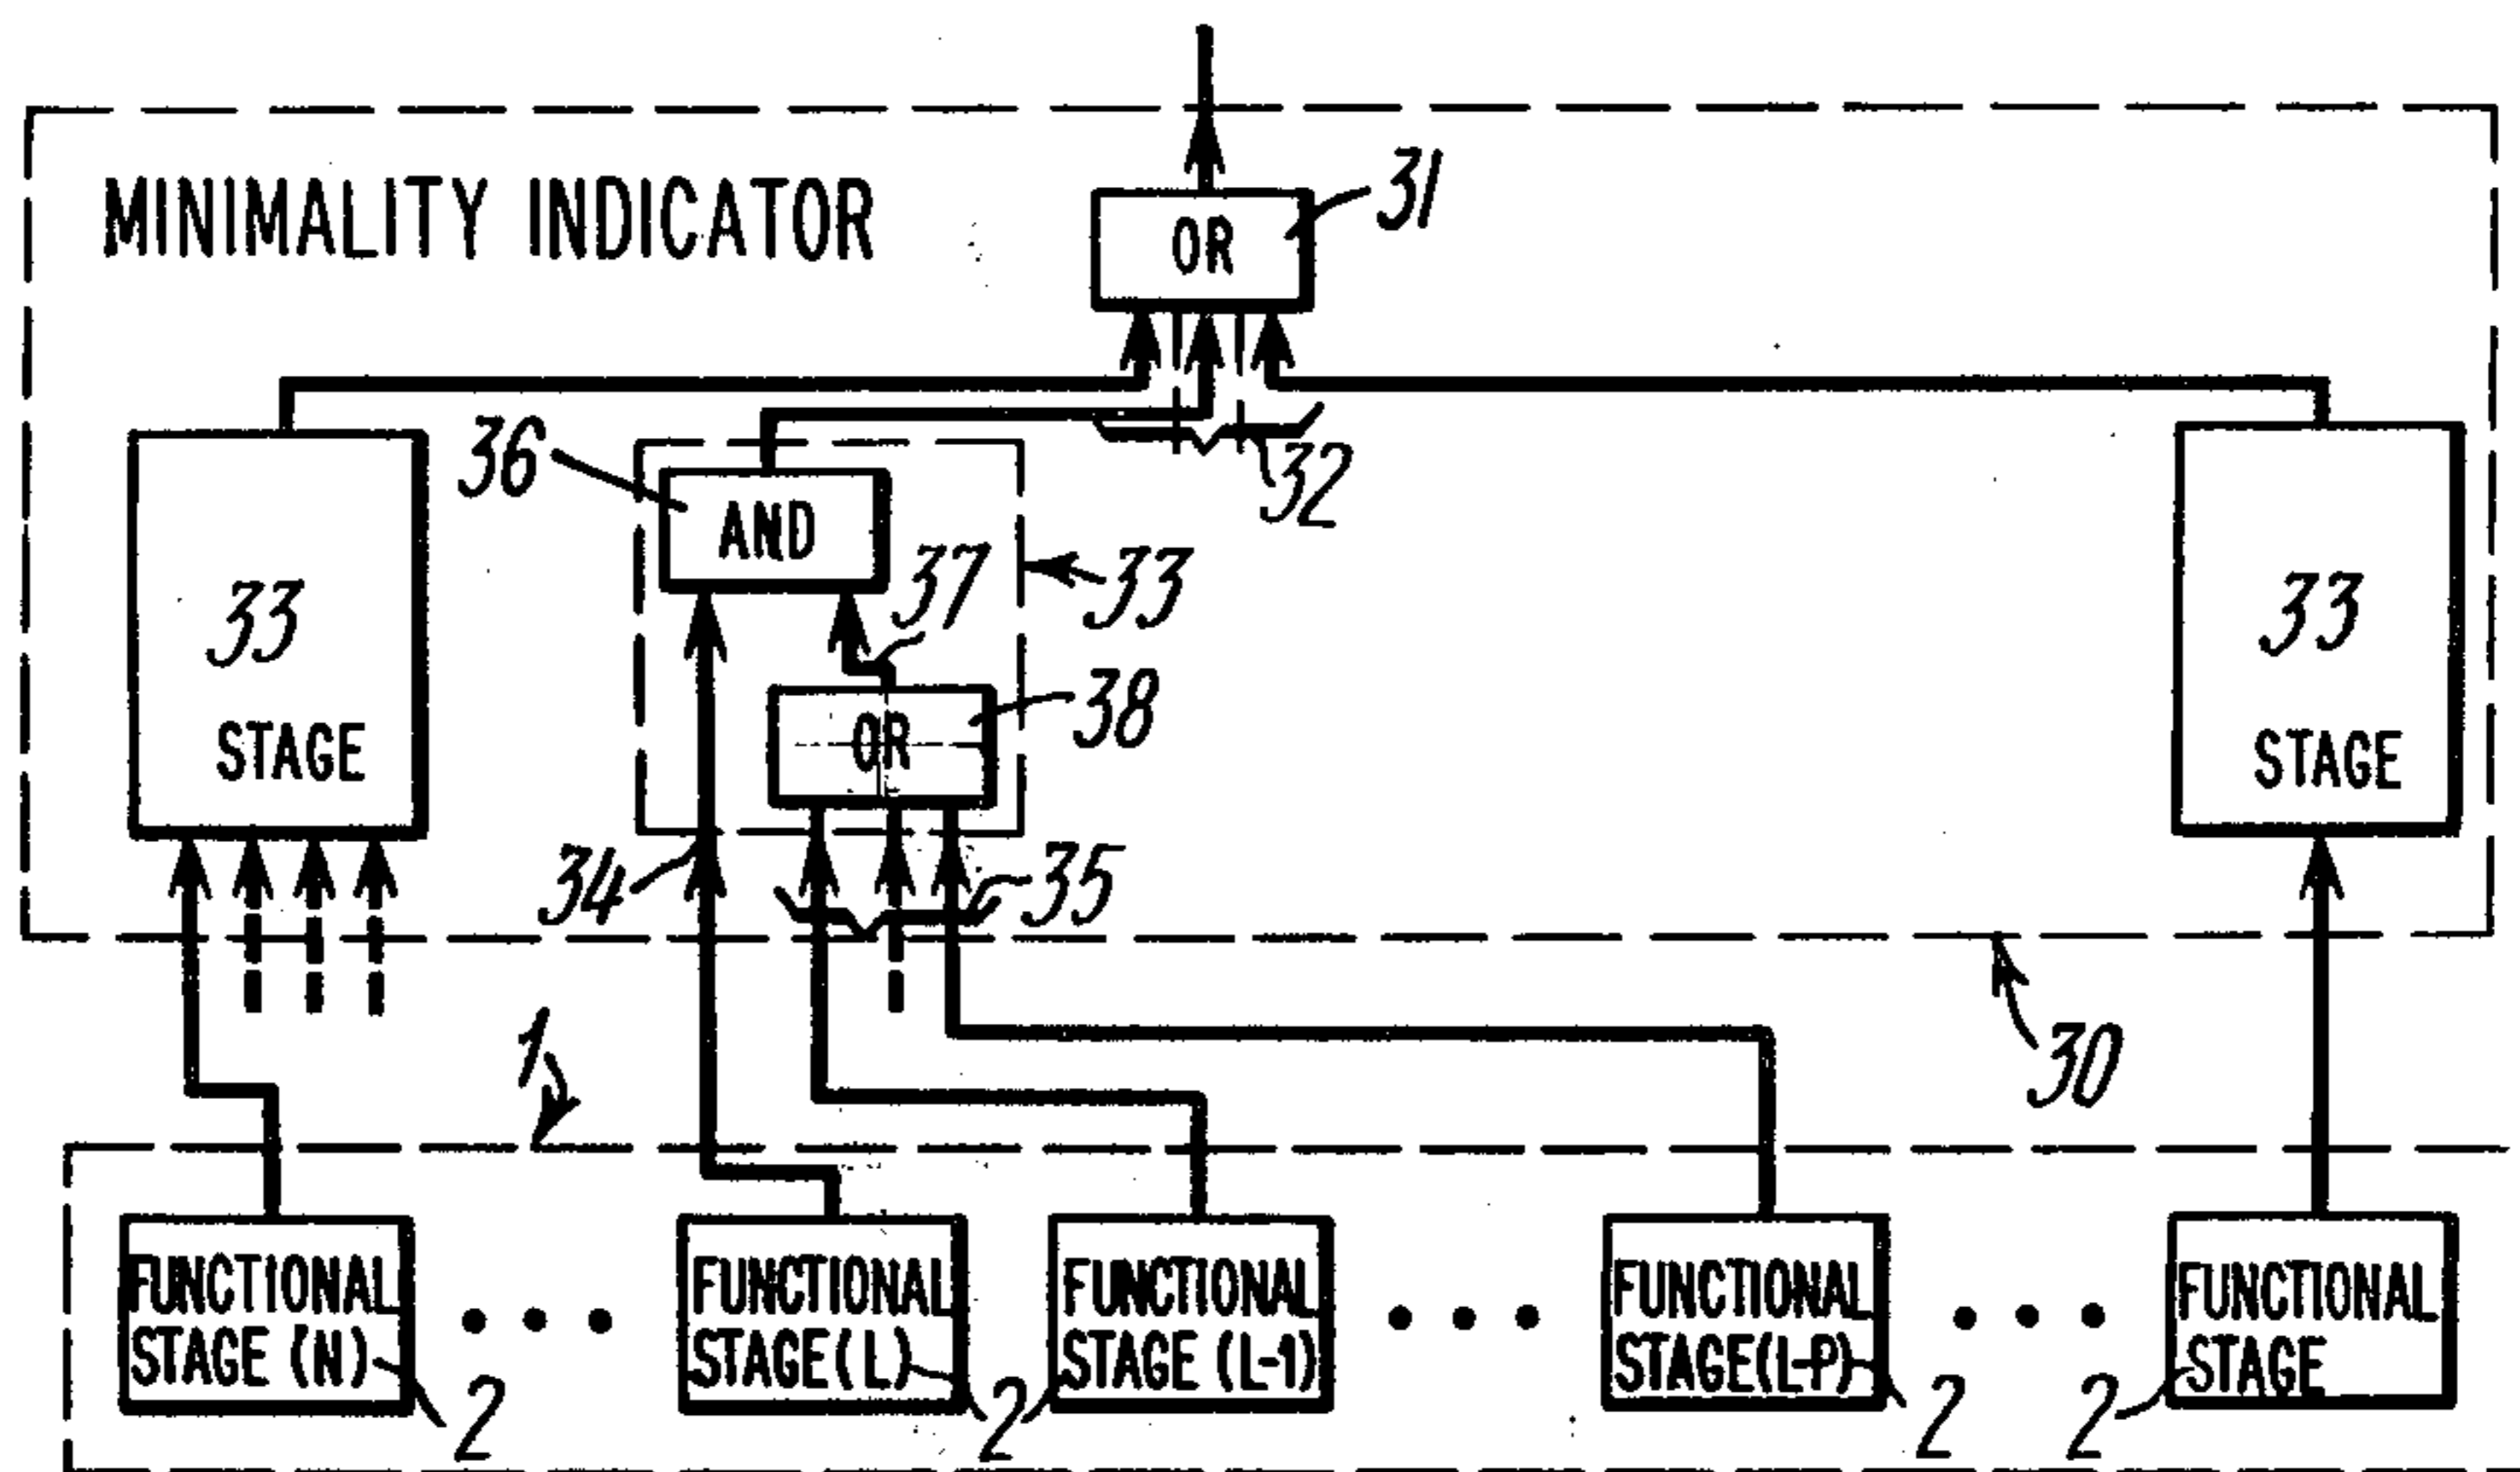 MINIMALITY INDICATOR
OR
31
32
36
AND
37
33
33
STAGE
33
STAGE
OR
38
34
35
1
30
FUNCTIONAL
STAGE (N)
2
FUNCTIONAL
STAGE(L)
2
FUNCTIONAL
STAGE (L-1)
FUNCTIONAL
STAGE(L-P)
2
FUNCTIONAL
STAGE
2